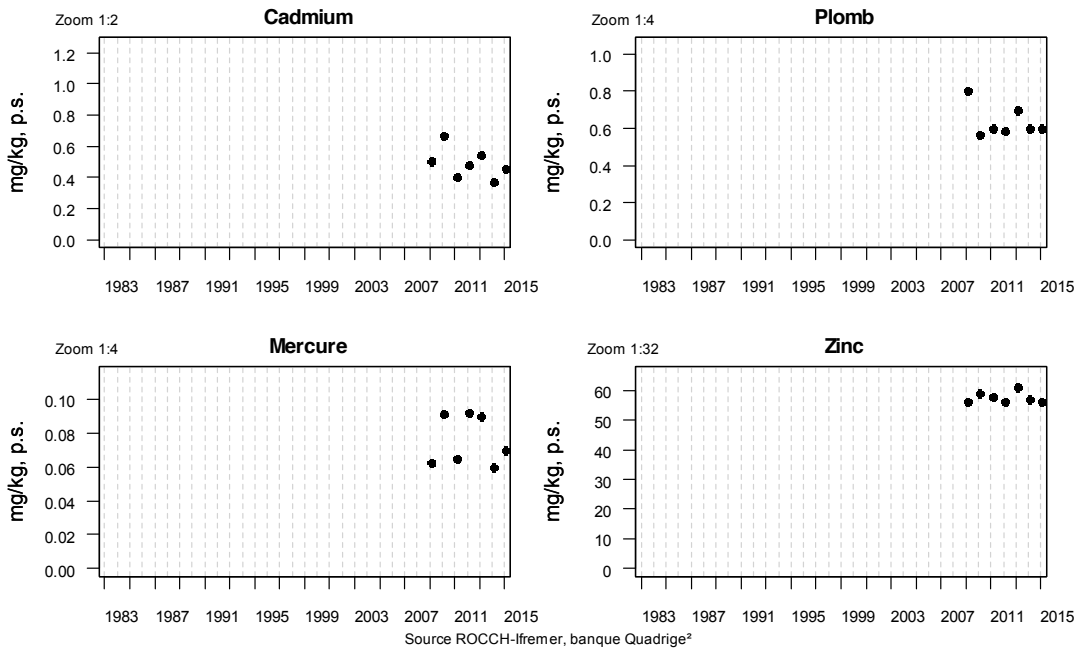 Zoom 1:2
Cadmium
mg/kg, p.s.
1.2
1.0
0.8
0.6
0.4
0.2
0.0
1983 1987 1991 1995 1999 2003 2007 2011 2015
Zoom 1:4
Plomb
mg/kg, p.s.
1.0
0.8
0.6
0.4
0.2
0.0
1983 1987 1991 1995 1999 2003 2007 2011 2015
Zoom 1:4
Mercure
mg/kg, p.s.
0.10
0.08
0.06
0.04
0.02
0.00
1983 1987 1991 1995 1999 2003 2007 2011 2015
Zoom 1:32
Zinc
mg/kg, p.s.
60
50
40
30
20
10
0
1983 1987 1991 1995 1999 2003 2007 2011 2015
Source ROCCH-Ifremer, banque Quadrige²